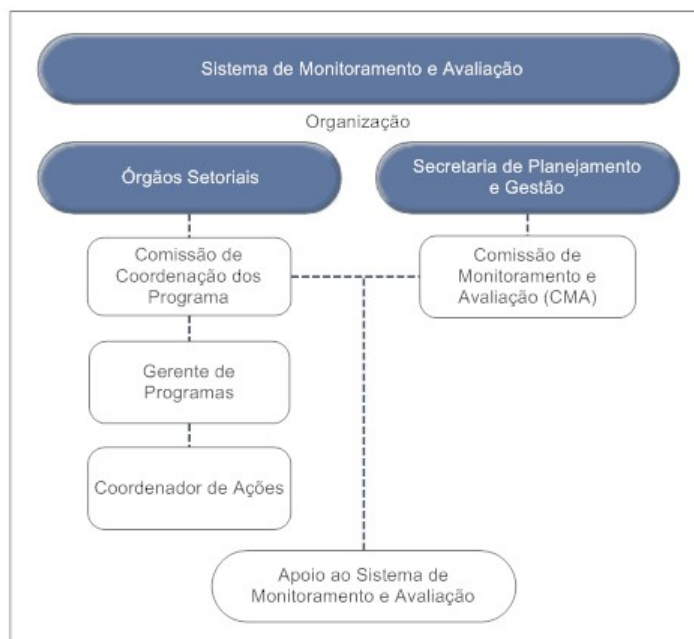 Sistema de Monitoramento e Avaliação
Organização
Órgãos Setoriais
Secretaria de Planejamento
e Gestão
Comissão de
Coordenação dos
Programa
Comissão de
Monitoramento e
Avaliação (CMA)
Gerente de
Programas
Coordenador de Ações
Apoio ao Sistema de
Monitoramento e Avaliação